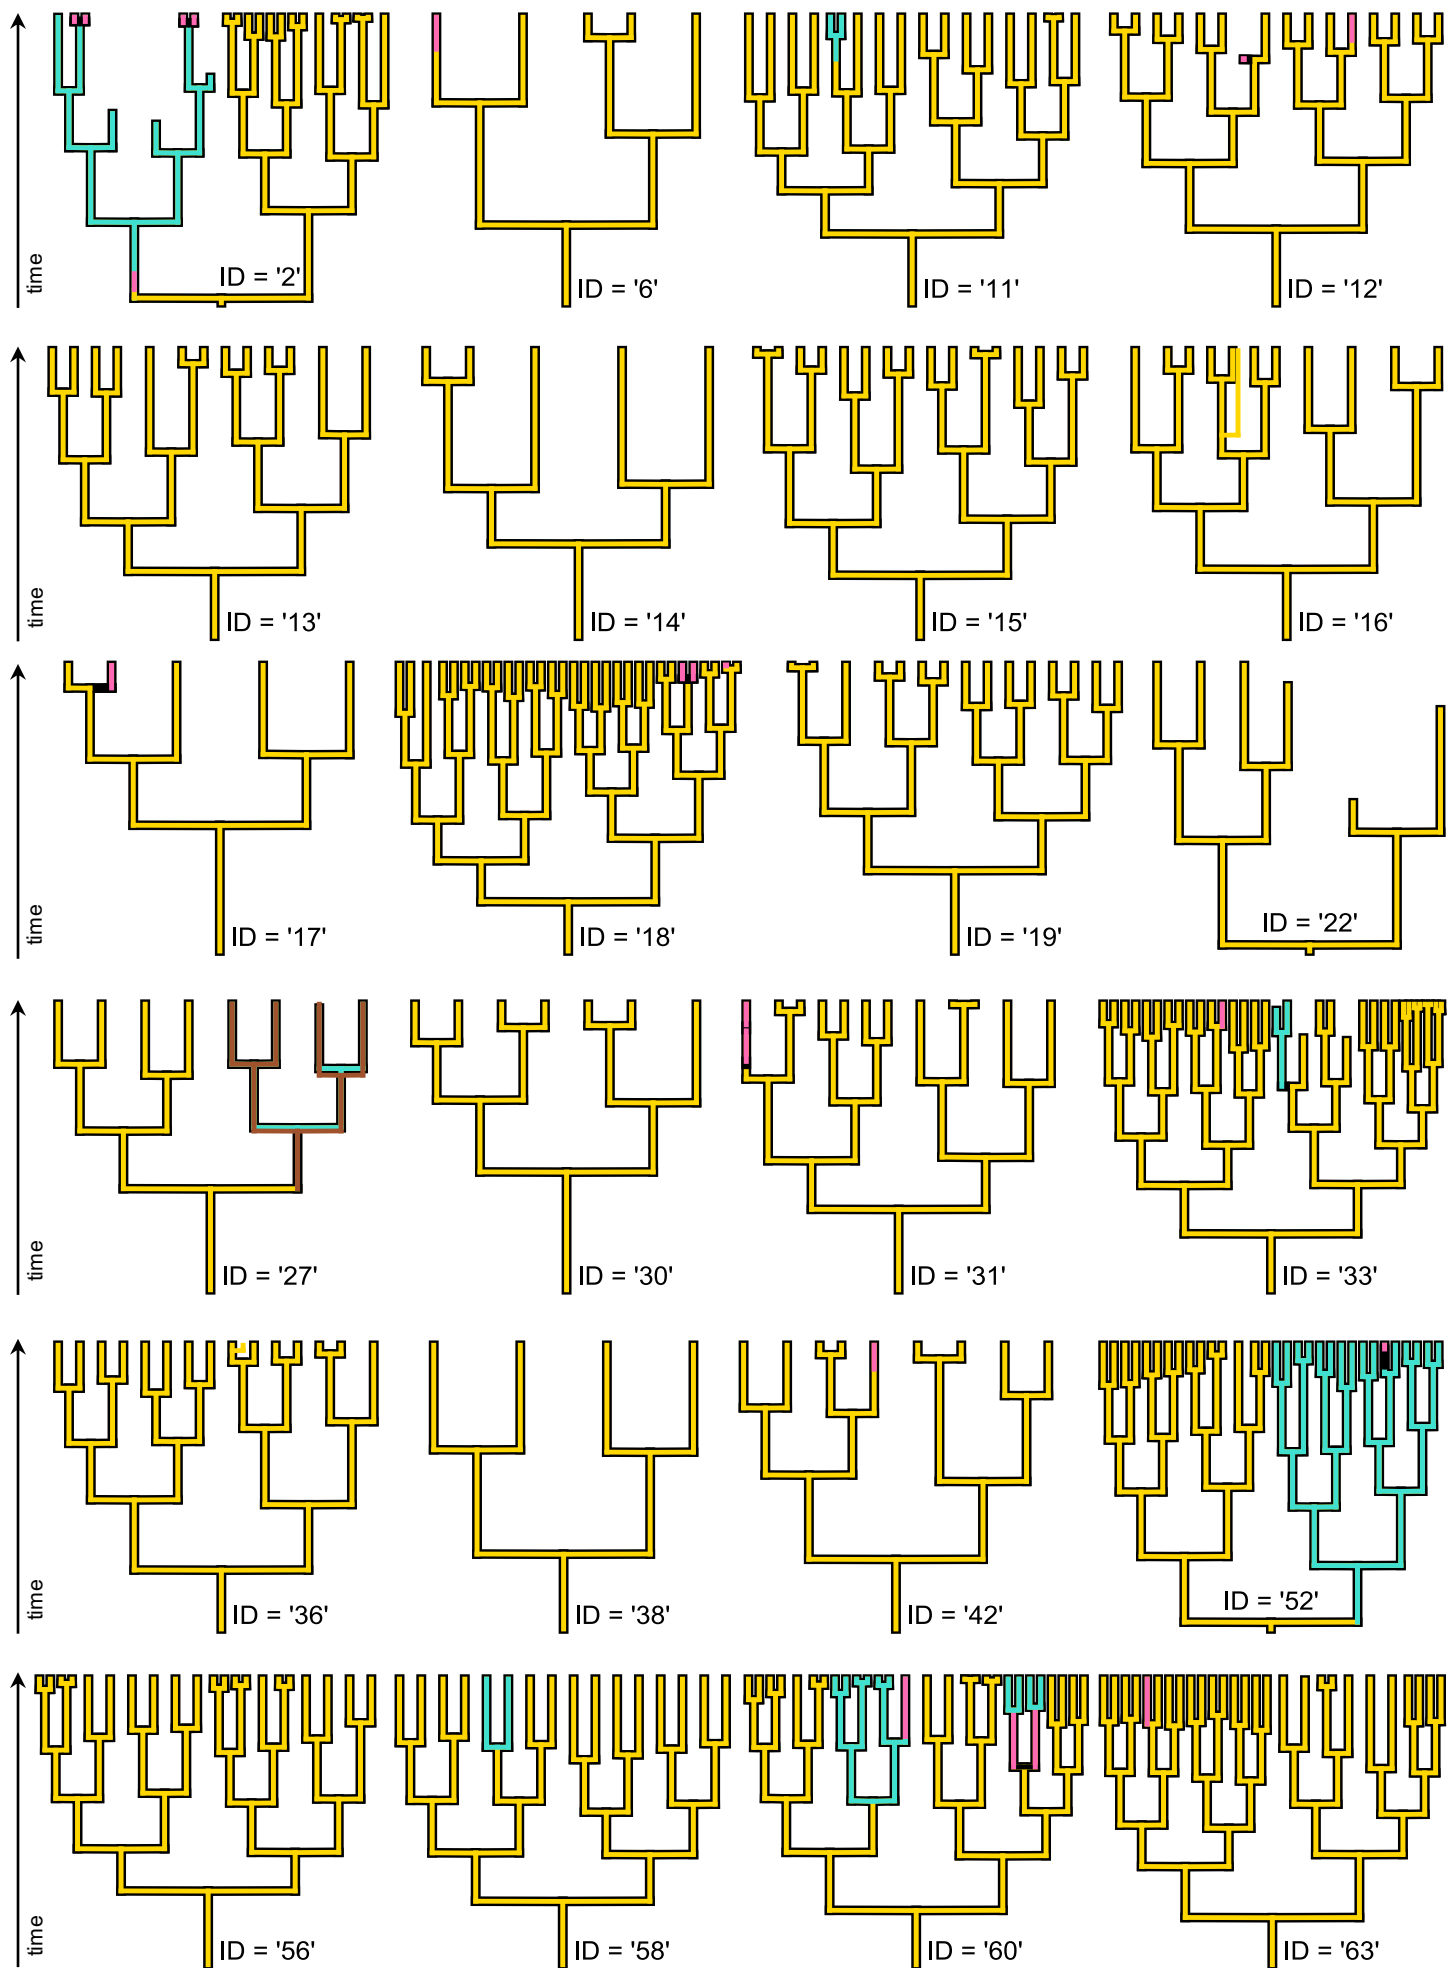 time
ID = '2'
ID = '6'
ID = '11'
ID = '12'
time
ID = '13'
ID = '14'
ID = '15'
ID = '16'
time
ID = '17'
ID = '18'
ID = '19'
ID = '22'
time
ID = '27'
ID = '30'
ID = '31'
ID = '33'
time
ID = '36'
ID = '38'
ID = '42'
ID = '52'
time
ID = '56'
ID = '58'
ID = '60'
ID = '63'